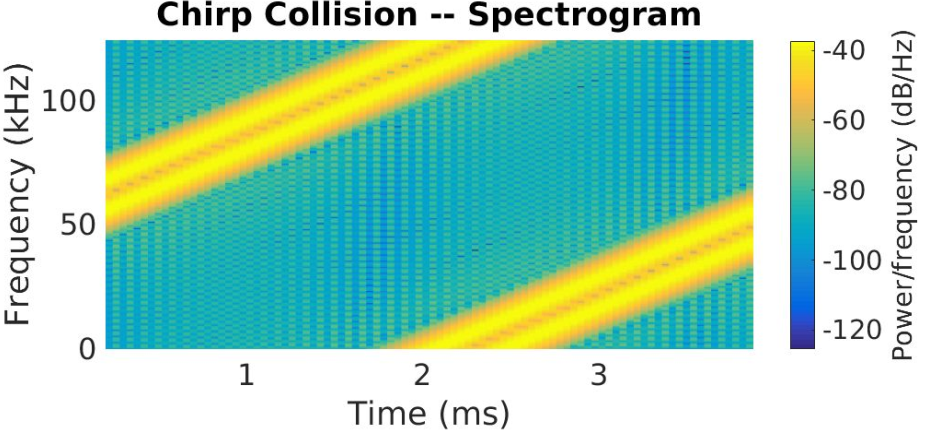 Chirp Collision -- Spectrogram
Frequency (kHz)
100
50
0
1 2 3
Time (ms)
-40
-60
-80
-100
-120
Power/frequency (dB/Hz)